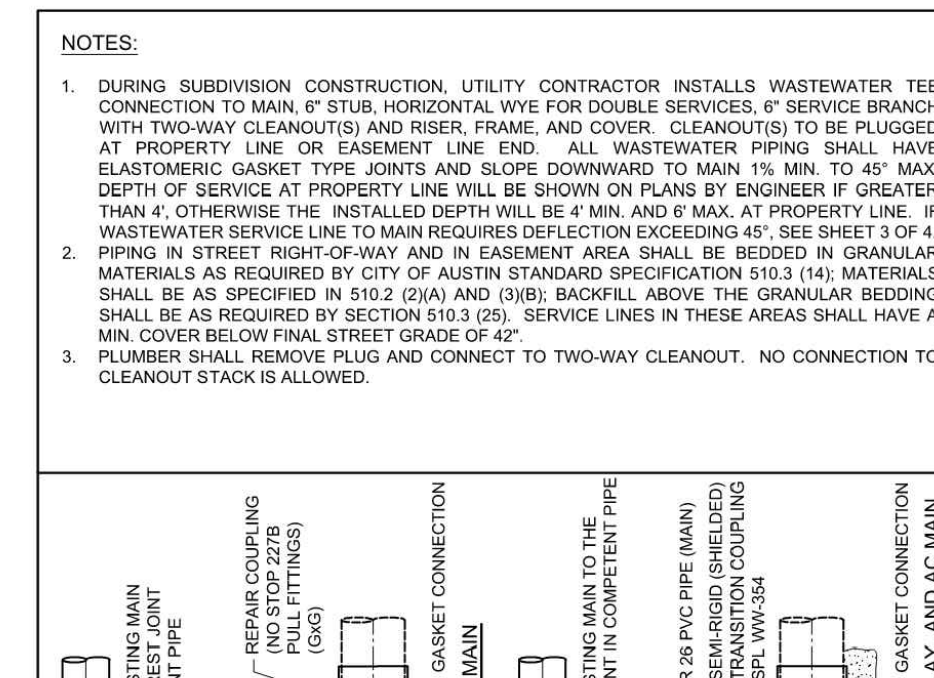 NOTES:
1. DURING SUBDIVISION CONSTRUCTION, UTILITY CONTRACTOR INSTALLS WASTEWATER TEE
CONNECTION TO MAIN, 6" STUB, HORIZONTAL WYE FOR DOUBLE SERVICES, 6" SERVICE BRANCH
WITH TWO-WAY CLEANOUT(S) AND RISER, FRAME, AND COVER. CLEANOUT(S) TO BE PLUGGED
AT PROPERTY LINE OR EASEMENT LINE END. ALL WASTEWATER PIPING SHALL HAVE
ELASTOMERIC GASKET TYPE JOINTS AND SLOPE DOWNWARD TO MAIN 1% MIN. TO 45° MAX
DEPTH OF SERVICE AT PROPERTY LINE WILL BE SHOWN ON PLANS BY ENGINEER IF GREATER
THAN 4', OTHERWISE THE INSTALLED DEPTH WILL BE 4' MIN. AND 6' MAX. AT PROPERTY LINE. IF
WASTEWATER SERVICE LINE TO MAIN REQUIRES DEFLECTION EXCEEDING 45°, SEE SHEET 3 OF 4.
2. PIPING IN STREET RIGHT-OF-WAY AND IN EASEMENT AREA SHALL BE BEDDED IN GRANULAR
MATERIALS AS REQUIRED BY CITY OF AUSTIN STANDARD SPECIFICATION 510.3 (14); MATERIALS
SHALL BE AS SPECIFIED IN 510.2 (2)(A) AND (3)(B); BACKFILL ABOVE THE GRANULAR BEDDING
SHALL BE AS REQUIRED BY SECTION 510.3 (25). SERVICE LINES IN THESE AREAS SHALL HAVE A
MIN. COVER BELOW FINAL STREET GRADE OF 42".
3. PLUMBER SHALL REMOVE PLUG AND CONNECT TO TWO-WAY CLEANOUT. NO CONNECTION TO
CLEANOUT STACK IS ALLOWED.
STING MAIN
REST JOINT
NT PIPE
REPAIR COUPLING
(NO STOP 227B
PULL FITTINGS)
(GxG)
GASKET CONNECTION
MAIN
STING MAIN TO THE
NT IN COMPETENT PIPE
R 26 PVC PIPE (MAIN)
SEMI-RIGID (SHIELDED)
TRANSITION COUPLING
SPL WW-354
GASKET CONNECTION
AND AC MAIN